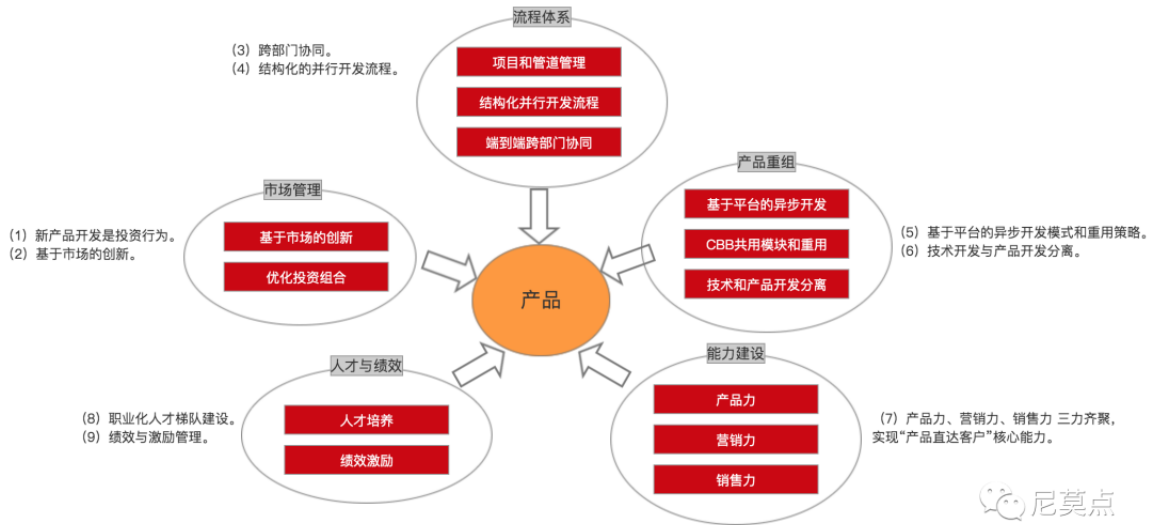 流程体系
(3)跨部门协同。
(4)结构化的并行开发流程。
项目和管道管理
结构化并行开发流程
端到端跨部门协同
市场管理
(1)新产品开发是投资行为。
(2)基于市场的创新。
基于市场的创新
优化投资组合
产品重组
基于平台的异步开发
CBB共用模块和重用
技术和产品开发分离
(5)基于平台的异步开发模式和重用策略。
(6)技术开发与产品开发分离。
产品
人才与绩效
(8)职业化人才梯队建设。
(9)绩效与激励管理。
人才培养
绩效激励
能力建设
产品力
营销力
销售力
(7)产品力、营销力、销售力 三力齐聚,
实现“产品直达客户”核心能力。
尼莫点